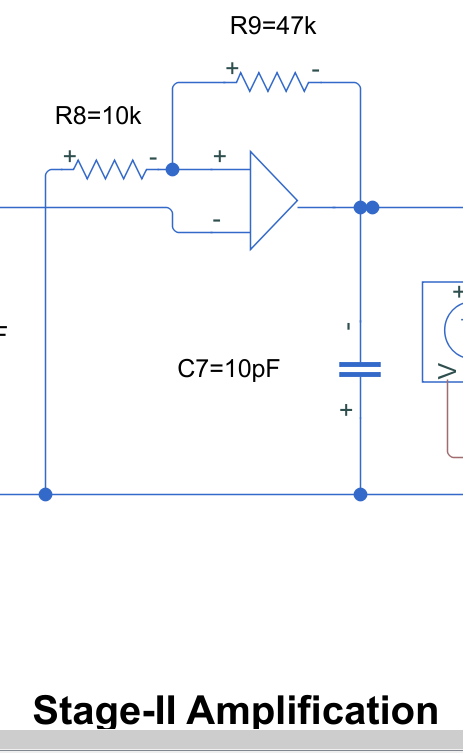 R9=47k
+ -
R8=10k
+ - +
-
F
-
+
C7=10pF
V
+
Stage-II Amplification